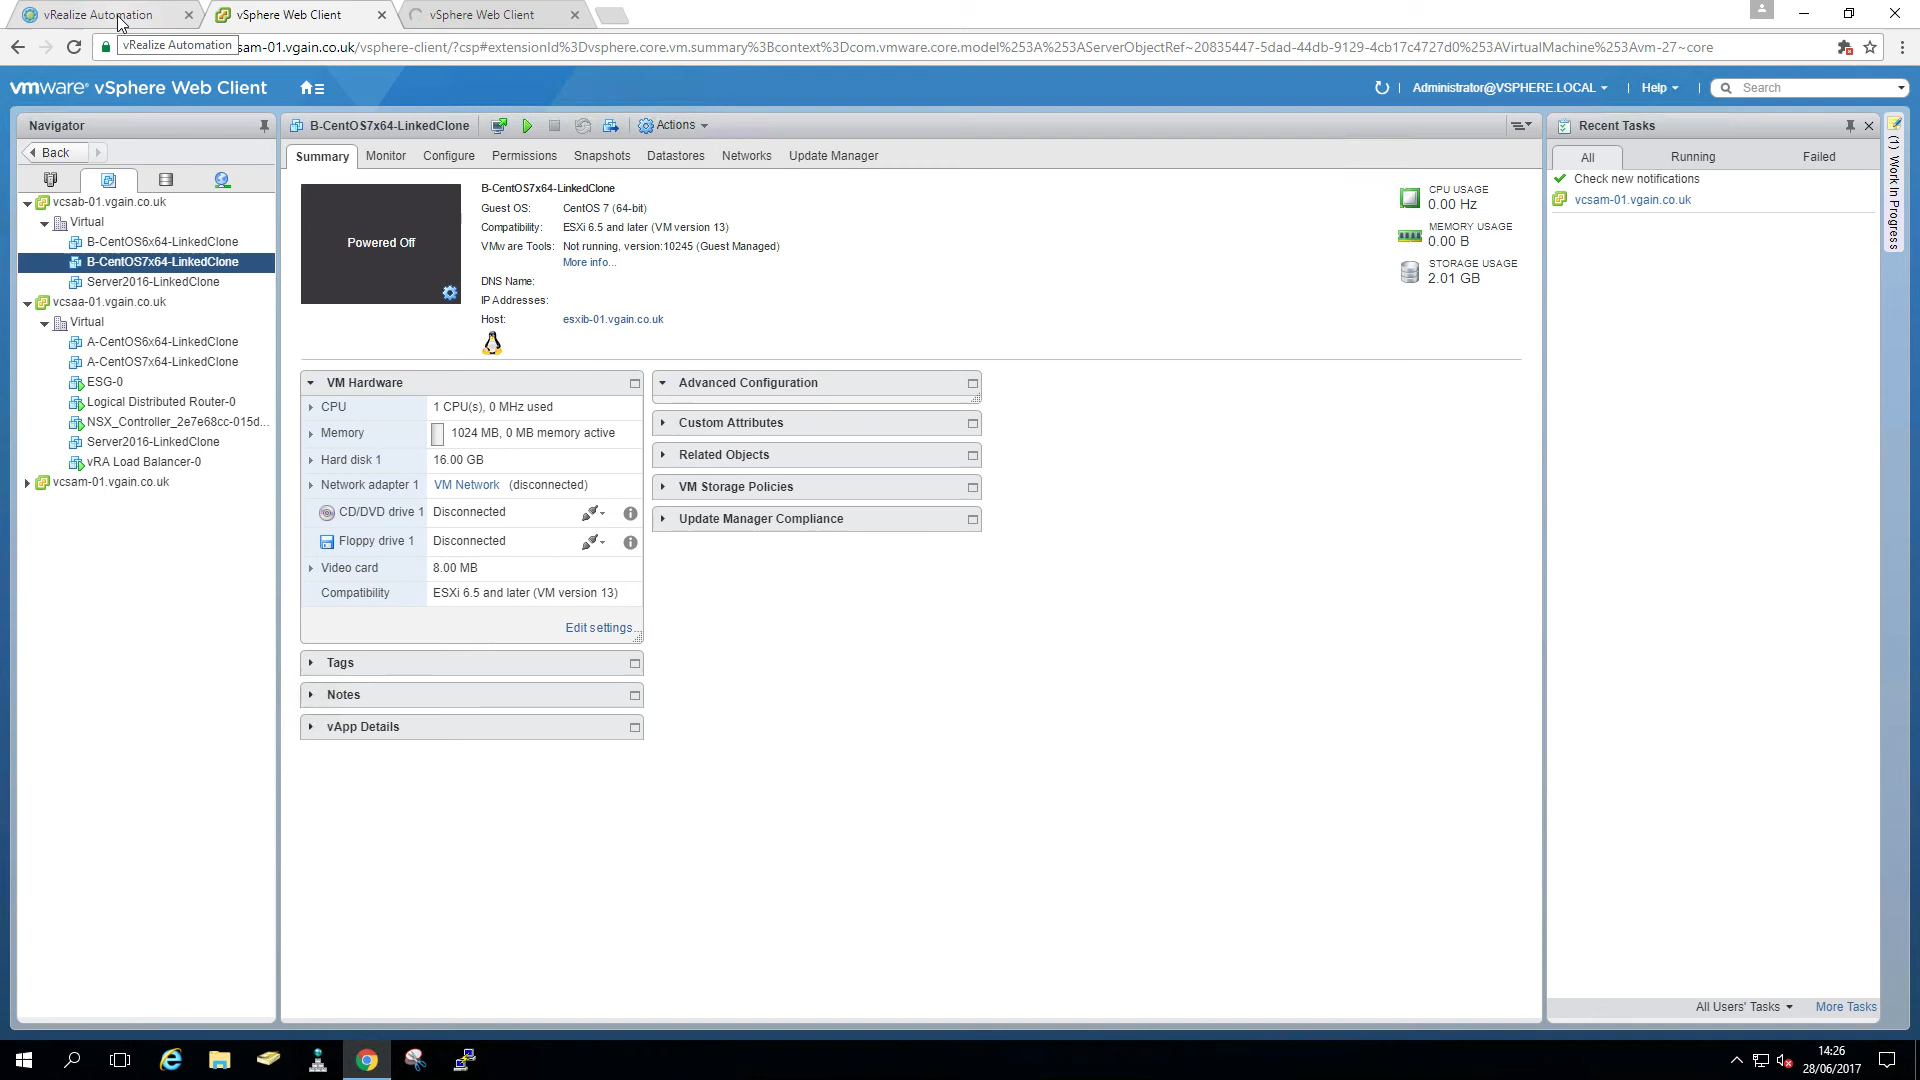 vRealize Automation
vSphere Web Client
vSphere Web Client
vRealize Automation
sam-01.vgain.co.uk/vsphere-client/?csp#extensionId%3Dvsphere.core.vm.summary%3Bcontext%3Dcom.vmware.core.model%253A%253AServerObjectRef~20835447-5dad-44db-9129-4cb17c4727d0%253AVirtualMachine%253Avm-27~core
vmware® vSphere Web Client
Administrator@VSPHERE.LOCAL
Help
Search
Navigator
Back
vcsab-01.vgain.co.uk
Virtual
B-CentOS6x64-LinkedClone
B-CentOS7x64-LinkedClone
Server2016-LinkedClone
vcsaa-01.vgain.co.uk
Virtual
A-CentOS6x64-LinkedClone
A-CentOS7x64-LinkedClone
ESG-0
Logical Distributed Router-0
NSX_Controller_2e7e68cc-015d...
Server2016-LinkedClone
vRA Load Balancer-0
vcsam-01.vgain.co.uk
B-CentOS7x64-LinkedClone
Actions
Summary Monitor Configure Permissions Snapshots Datastores Networks Update Manager
Powered Off
B-CentOS7x64-LinkedClone
Guest OS: CentOS 7 (64-bit)
Compatibility: ESXi 6.5 and later (VM version 13)
VMware Tools: Not running, version:10245 (Guest Managed)
More info...
DNS Name:
IP Addresses:
Host: esxib-01.vgain.co.uk
CPU USAGE
0.00 Hz
MEMORY USAGE
0.00 B
STORAGE USAGE
2.01 GB
VM Hardware
CPU 1 CPU(s), 0 MHz used
Memory 1024 MB, 0 MB memory active
Hard disk 1 16.00 GB
Network adapter 1 VM Network (disconnected)
CD/DVD drive 1 Disconnected
Floppy drive 1 Disconnected
Video card 8.00 MB
Compatibility ESXi 6.5 and later (VM version 13)
Edit settings...
Tags
Notes
vApp Details
Advanced Configuration
Custom Attributes
Related Objects
VM Storage Policies
Update Manager Compliance
Recent Tasks
All Running Failed
Check new notifications
vcsam-01.vgain.co.uk
All Users' Tasks
More Tasks
(1) Work In Progress
14:26
28/06/2017